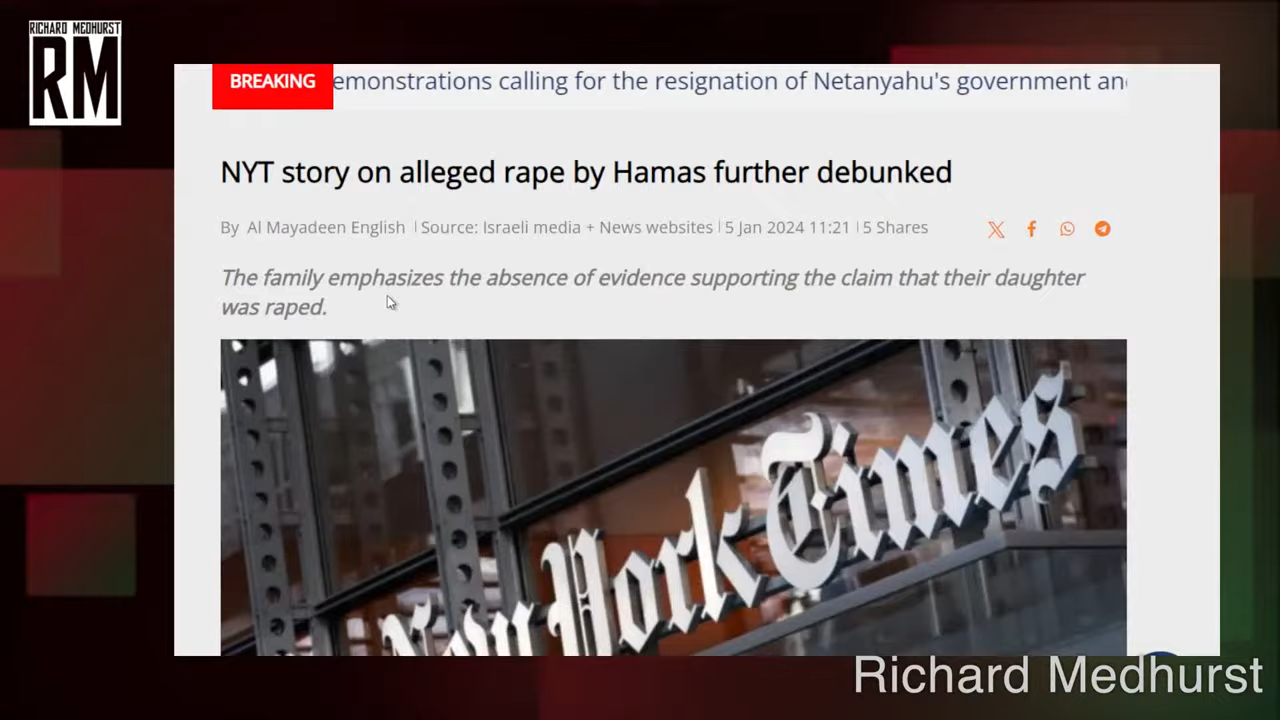 RICHARD MEDHURST
RM
BREAKING emonstrations calling for the resignation of Netanyahu's government an
NYT story on alleged rape by Hamas further debunked
By Al Mayadeen English | Source: Israeli media + News websites | 5 Jan 2024 11:21 | 5 Shares
The family emphasizes the absence of evidence supporting the claim that their daughter
was raped.
New York Times
Richard Medhurst